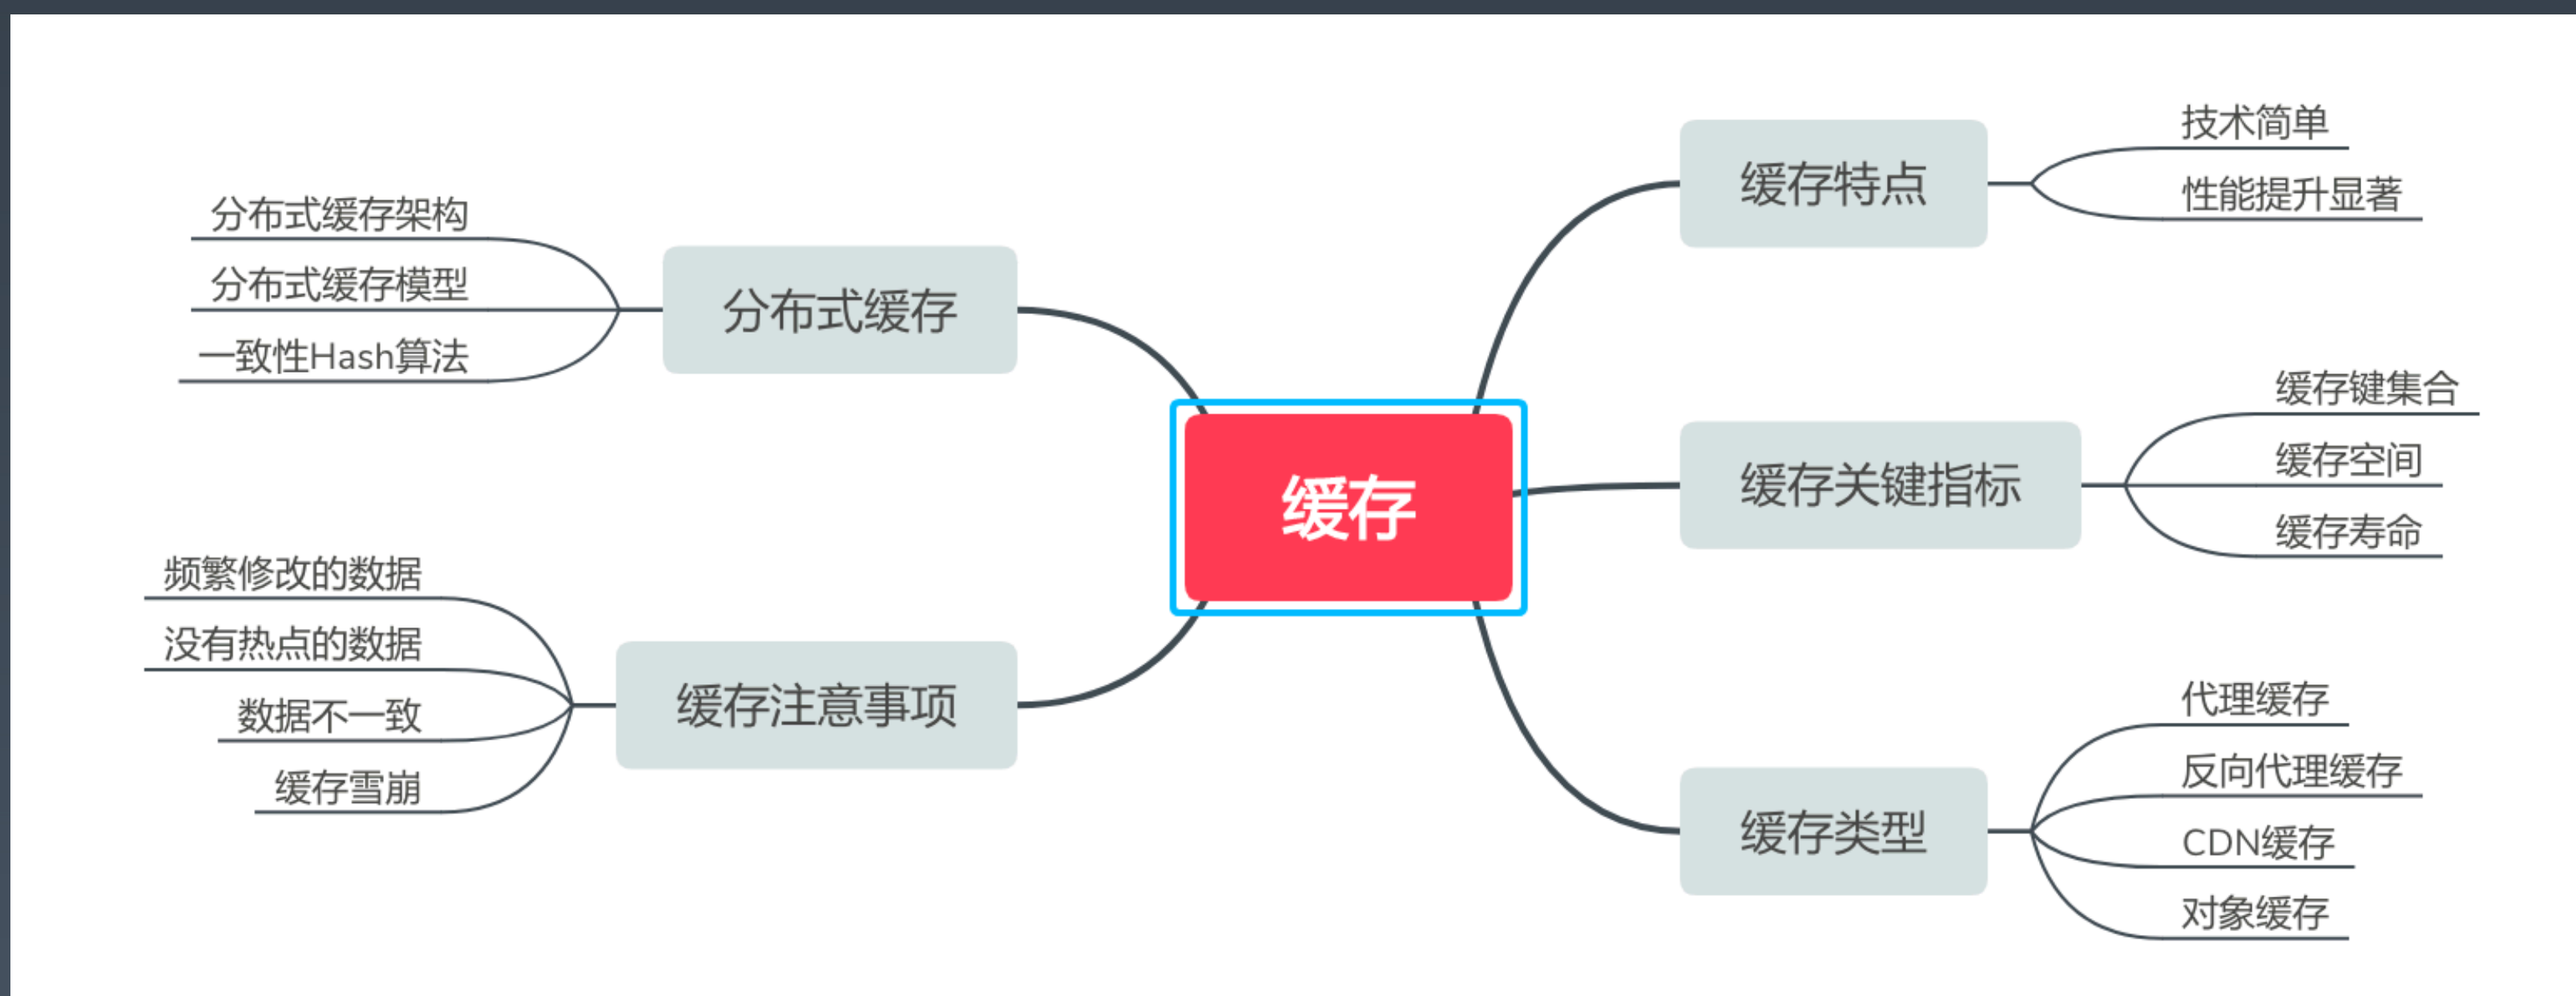 缓存
缓存特点
技术简单
性能提升显著
缓存关键指标
缓存键集合
缓存空间
缓存寿命
缓存类型
代理缓存
反向代理缓存
CDN缓存
对象缓存
分布式缓存
分布式缓存架构
分布式缓存模型
一致性Hash算法
缓存注意事项
频繁修改的数据
没有热点的数据
数据不一致
缓存雪崩